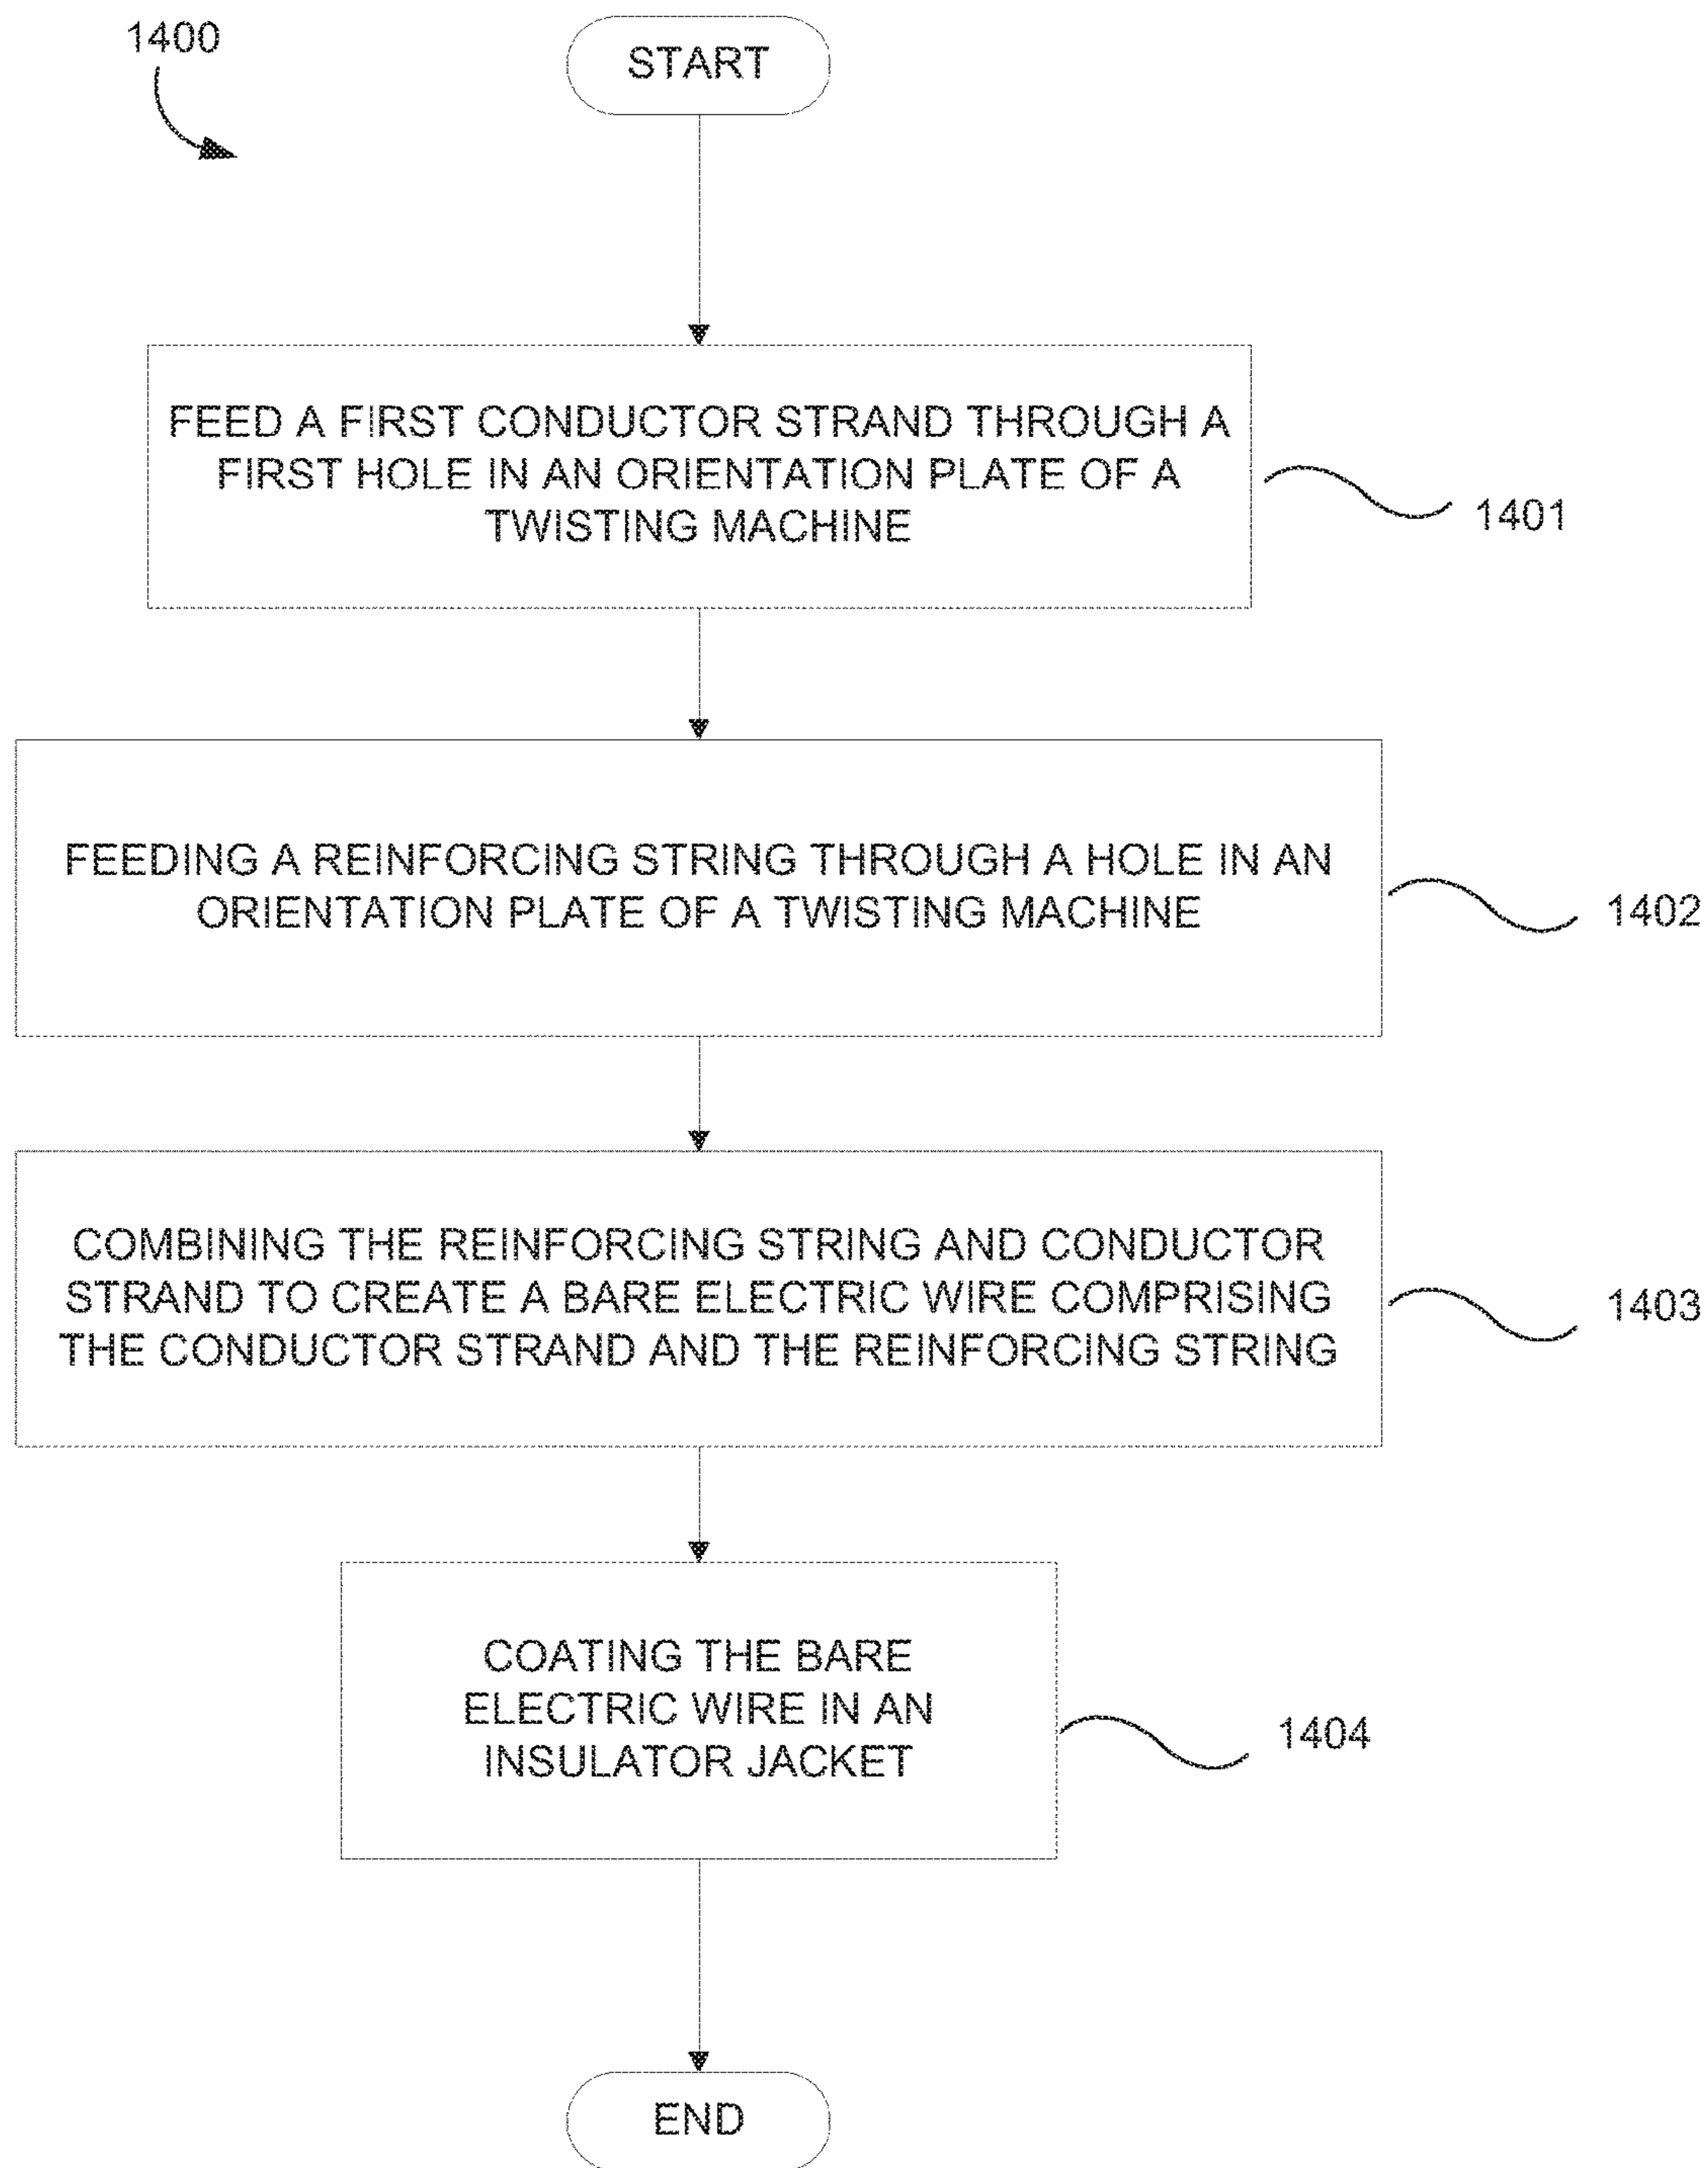 1400
START
FEED A FIRST CONDUCTOR STRAND THROUGH A
FIRST HOLE IN AN ORIENTATION PLATE OF A
TWISTING MACHINE
1401
FEEDING A REINFORCING STRING THROUGH A HOLE IN AN
ORIENTATION PLATE OF A TWISTING MACHINE
1402
COMBINING THE REINFORCING STRING AND CONDUCTOR
STRAND TO CREATE A BARE ELECTRIC WIRE COMPRISING
THE CONDUCTOR STRAND AND THE REINFORCING STRING
1403
COATING THE BARE
ELECTRIC WIRE IN AN
INSULATOR JACKET
1404
END